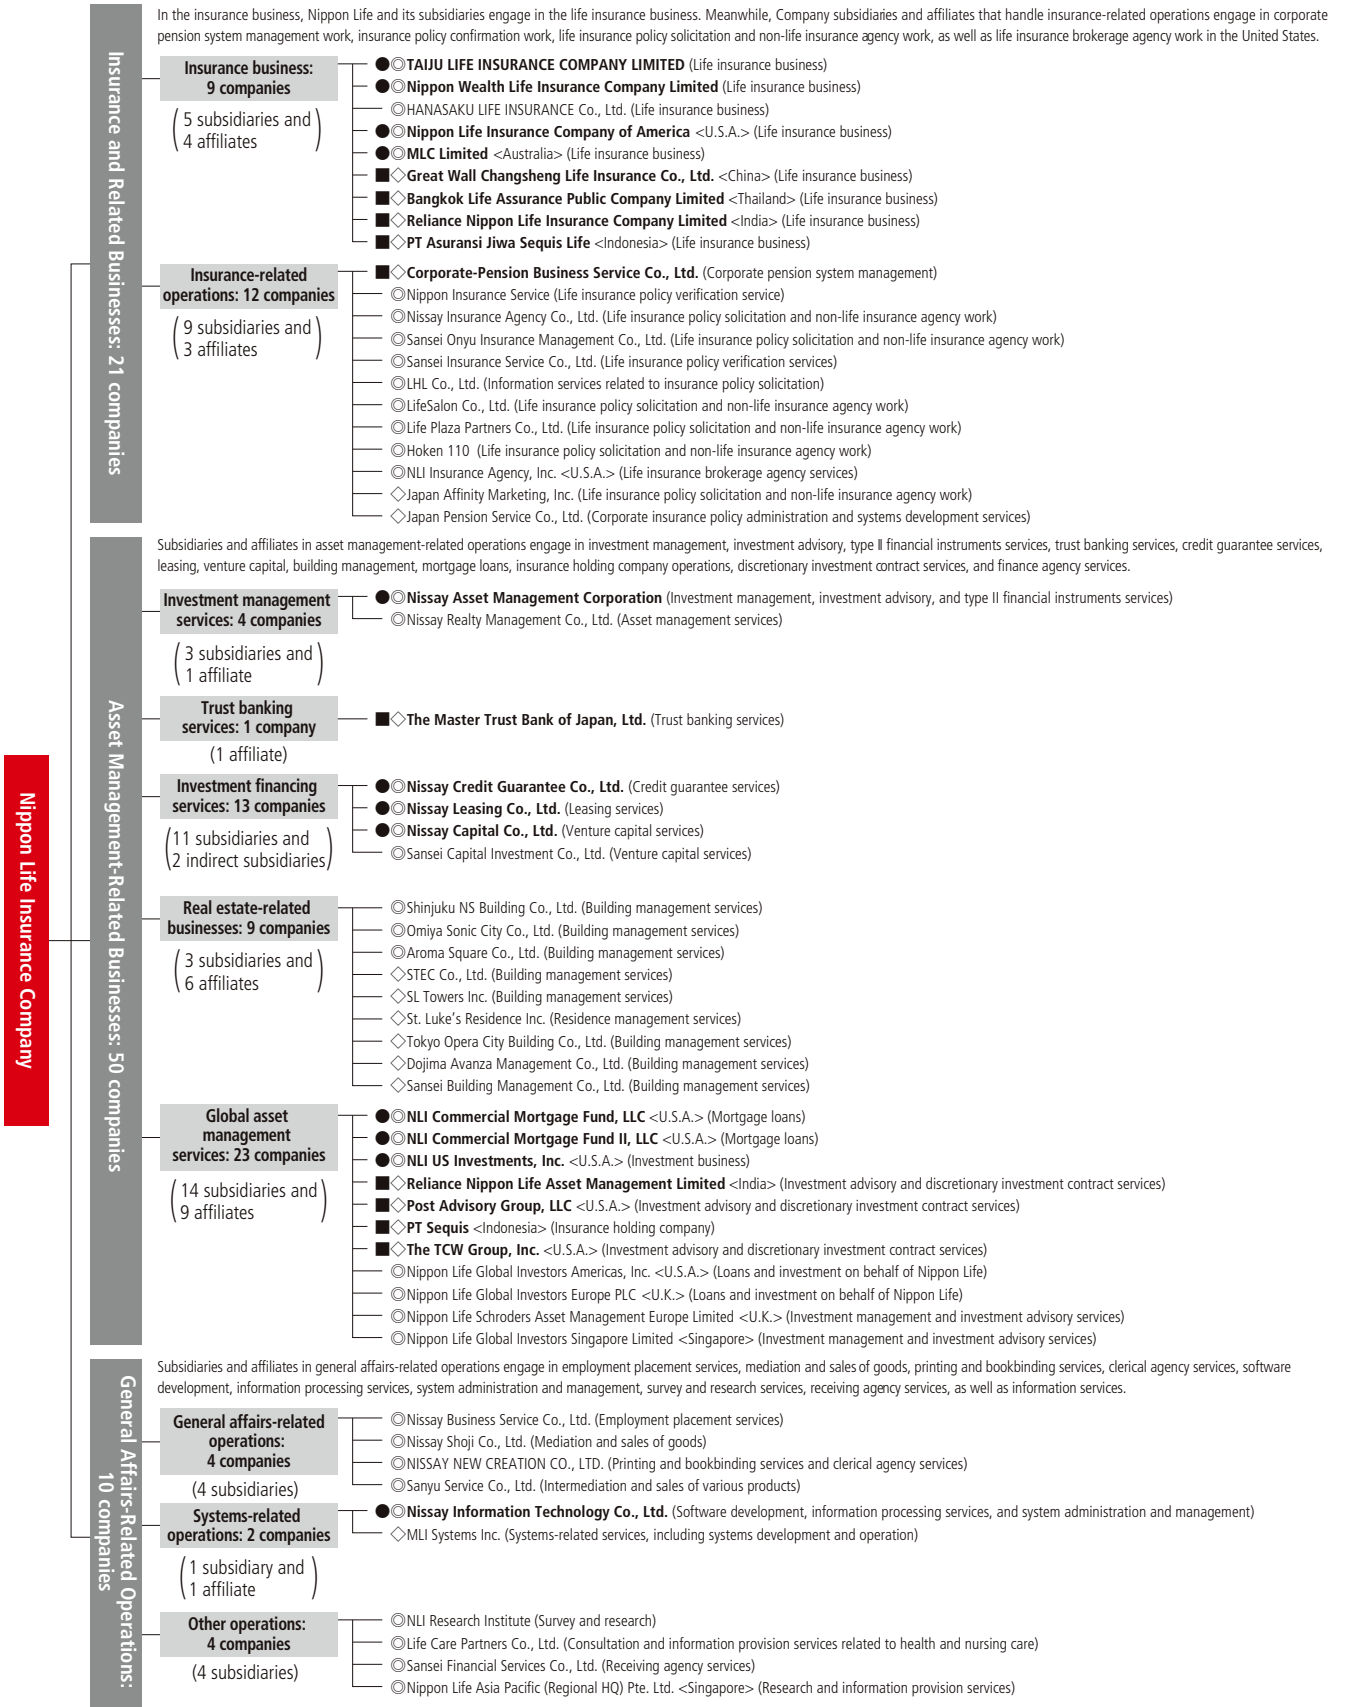 In the insurance business, Nippon Life and its subsidiaries engage in the life insurance business. Meanwhile, Company subsidiaries and affiliates that handle insurance-related operations engage in corporate
pension system management work, insurance policy confirmation work, life insurance policy solicitation and non-life insurance agency work, as well as life insurance brokerage agency work in the United States.
Nippon Life Insurance Company
Insurance and Related Businesses: 21 companies
Insurance business:
9 companies
(5 subsidiaries and
4 affiliates)
●◎TAIJU LIFE INSURANCE COMPANY LIMITED (Life insurance business)
●◎Nippon Wealth Life Insurance Company Limited (Life insurance business)
◎HANASAKU LIFE INSURANCE Co., Ltd. (Life insurance business)
●◎Nippon Life Insurance Company of America <U.S.A.> (Life insurance business)
●◎MLC Limited <Australia> (Life insurance business)
■◇Great Wall Changsheng Life Insurance Co., Ltd. <China> (Life insurance business)
■◇Bangkok Life Assurance Public Company Limited <Thailand> (Life insurance business)
■◇Reliance Nippon Life Insurance Company Limited <India> (Life insurance business)
■◇PT Asuransi Jiwa Sequis Life <Indonesia> (Life insurance business)
Insurance-related
operations: 12 companies
(9 subsidiaries and
3 affiliates)
■◇Corporate-Pension Business Service Co., Ltd. (Corporate pension system management)
◎Nippon Insurance Service (Life insurance policy verification service)
◎Nissay Insurance Agency Co., Ltd. (Life insurance policy solicitation and non-life insurance agency work)
◎Sansei Onyu Insurance Management Co., Ltd. (Life insurance policy solicitation and non-life insurance agency work)
◎Sansei Insurance Service Co., Ltd. (Life insurance policy verification services)
◎LHL Co., Ltd. (Information services related to insurance policy solicitation)
◎LifeSalon Co., Ltd. (Life insurance policy solicitation and non-life insurance agency work)
◎Life Plaza Partners Co., Ltd. (Life insurance policy solicitation and non-life insurance agency work)
◎Hoken 110 (Life insurance policy solicitation and non-life insurance agency work)
◎NLI Insurance Agency, Inc. <U.S.A.> (Life insurance brokerage agency services)
◇Japan Affinity Marketing, Inc. (Life insurance policy solicitation and non-life insurance agency work)
◇Japan Pension Service Co., Ltd. (Corporate insurance policy administration and systems development services)
Asset Management-Related Businesses: 50 companies
Subsidiaries and affiliates in asset management-related operations engage in investment management, investment advisory, type Ⅱ financial instruments services, trust banking services, credit guarantee services,
leasing, venture capital, building management, mortgage loans, insurance holding company operations, discretionary investment contract services, and finance agency services.
Investment management
services: 4 companies
(3 subsidiaries and
1 affiliate)
●◎Nissay Asset Management Corporation (Investment management, investment advisory, and type II financial instruments services)
◎Nissay Realty Management Co., Ltd. (Asset management services)
Trust banking
services: 1 company
(1 affiliate)
■◇The Master Trust Bank of Japan, Ltd. (Trust banking services)
Investment financing
services: 13 companies
(11 subsidiaries and
2 indirect subsidiaries)
●◎Nissay Credit Guarantee Co., Ltd. (Credit guarantee services)
●◎Nissay Leasing Co., Ltd. (Leasing services)
●◎Nissay Capital Co., Ltd. (Venture capital services)
◎Sansei Capital Investment Co., Ltd. (Venture capital services)
Real estate-related
businesses: 9 companies
(3 subsidiaries and
6 affiliates)
◎Shinjuku NS Building Co., Ltd. (Building management services)
◎Omiya Sonic City Co., Ltd. (Building management services)
◎Aroma Square Co., Ltd. (Building management services)
◇STEC Co., Ltd. (Building management services)
◇SL Towers Inc. (Building management services)
◇St. Luke's Residence Inc. (Residence management services)
◇Tokyo Opera City Building Co., Ltd. (Building management services)
◇Dojima Avanza Management Co., Ltd. (Building management services)
◇Sansei Building Management Co., Ltd. (Building management services)
Global asset
management
services: 23 companies
(14 subsidiaries and
9 affiliates)
●◎NLI Commercial Mortgage Fund, LLC <U.S.A.> (Mortgage loans)
●◎NLI Commercial Mortgage Fund II, LLC <U.S.A.> (Mortgage loans)
●◎NLI US Investments, Inc. <U.S.A.> (Investment business)
■◇Reliance Nippon Life Asset Management Limited <India> (Investment advisory and discretionary investment contract services)
■◇Post Advisory Group, LLC <U.S.A.> (Investment advisory and discretionary investment contract services)
■◇PT Sequis <Indonesia> (Insurance holding company)
■◇The TCW Group, Inc. <U.S.A.> (Investment advisory and discretionary investment contract services)
◎Nippon Life Global Investors Americas, Inc. <U.S.A.> (Loans and investment on behalf of Nippon Life)
◎Nippon Life Global Investors Europe PLC <U.K.> (Loans and investment on behalf of Nippon Life)
◎Nippon Life Schroders Asset Management Europe Limited <U.K.> (Investment management and investment advisory services)
◎Nippon Life Global Investors Singapore Limited <Singapore> (Investment management and investment advisory services)
General Affairs-Related Operations:
10 companies
Subsidiaries and affiliates in general affairs-related operations engage in employment placement services, mediation and sales of goods, printing and bookbinding services, clerical agency services, software
development, information processing services, system administration and management, survey and research services, receiving agency services, as well as information services.
General affairs-related
operations:
4 companies
(4 subsidiaries)
◎Nissay Business Service Co., Ltd. (Employment placement services)
◎Nissay Shoji Co., Ltd. (Mediation and sales of goods)
◎NISSAY NEW CREATION CO., LTD. (Printing and bookbinding services and clerical agency services)
◎Sanyu Service Co., Ltd. (Intermediation and sales of various products)
Systems-related
operations: 2 companies
(1 subsidiary and
1 affiliate)
●◎Nissay Information Technology Co., Ltd. (Software development, information processing services, and system administration and management)
◇MLI Systems Inc. (Systems-related services, including systems development and operation)
Other operations:
4 companies
(4 subsidiaries)
◎NLI Research Institute (Survey and research)
◎Life Care Partners Co., Ltd. (Consultation and information provision services related to health and nursing care)
◎Sansei Financial Services Co., Ltd. (Receiving agency services)
◎Nippon Life Asia Pacific (Regional HQ) Pte. Ltd. <Singapore> (Research and information provision services)